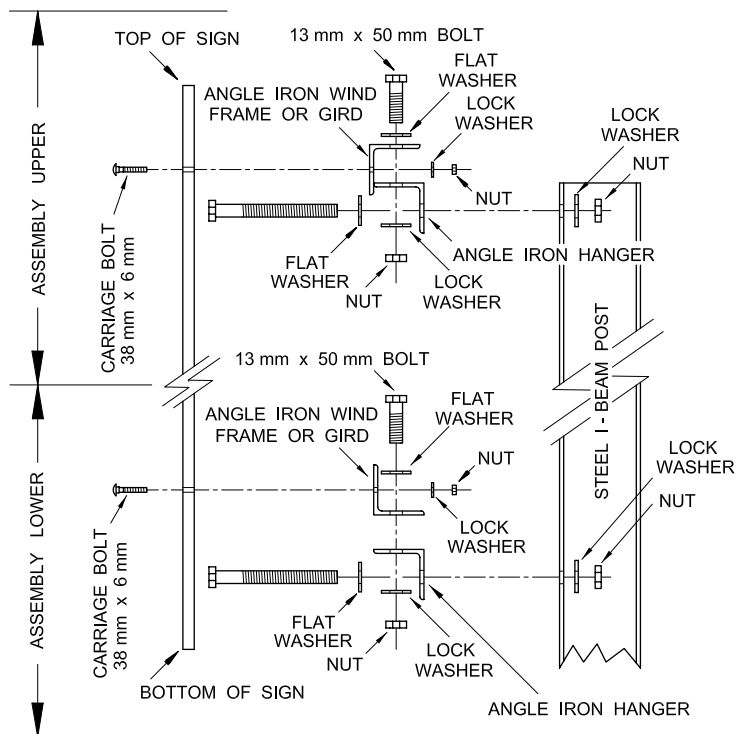 TOP OF SIGN
13 mm x 50 mm BOLT
FLAT
WASHER
ANGLE IRON WIND
FRAME OR GIRD
LOCK
WASHER
LOCK
WASHER
NUT
NUT
ASSEMBLY UPPER
CARRIAGE BOLT
38 mm x 6 mm
FLAT
WASHER
NUT
LOCK
WASHER
ANGLE IRON HANGER
STEEL I - BEAM POST
13 mm x 50 mm BOLT
ANGLE IRON WIND
FRAME OR GIRD
FLAT
WASHER
NUT
LOCK
WASHER
LOCK
WASHER
NUT
ASSEMBLY LOWER
CARRIAGE BOLT
38 mm x 6 mm
FLAT
WASHER
NUT
LOCK
WASHER
BOTTOM OF SIGN
ANGLE IRON HANGER